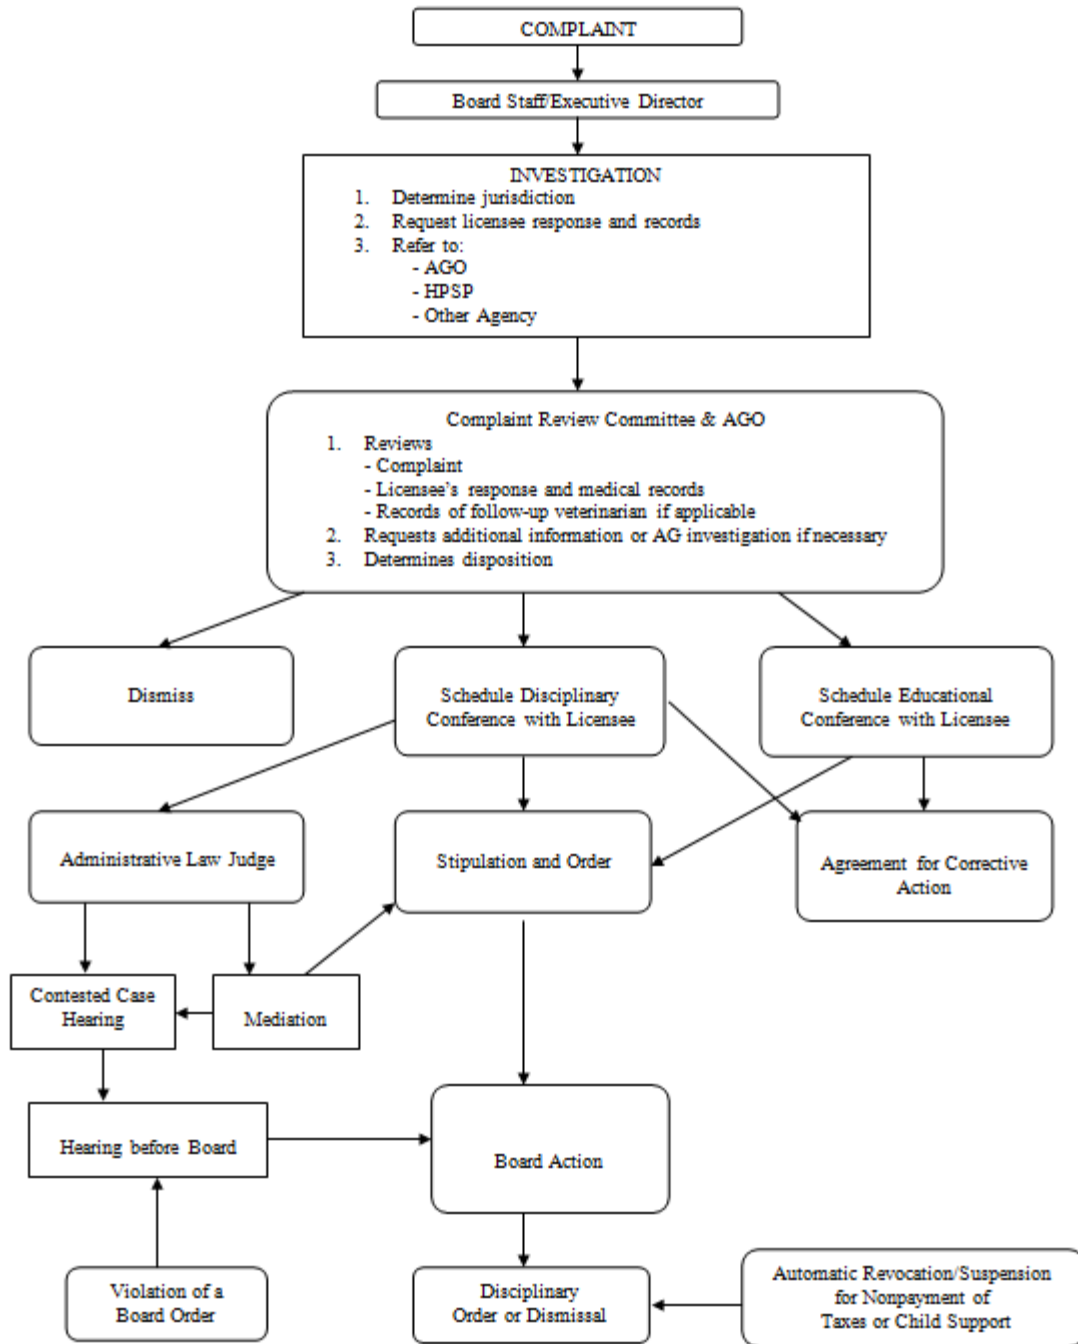 COMPLAINT
Board Staff/Executive Director
INVESTIGATION
1. Determine jurisdiction
2. Request licensee response and records
3. Refer to:
- AGO
- HPSP
- Other Agency
Complaint Review Committee & AGO
1. Reviews
- Complaint
- Licensee's response and medical records
- Records of follow-up veterinarian if applicable
2. Requests additional information or AG investigation if necessary
3. Determines disposition
Dismiss
Schedule Disciplinary
Conference with Licensee
Schedule Educational
Conference with Licensee
Administrative Law Judge
Stipulation and Order
Agreement for Corrective
Action
Contested Case
Hearing
Mediation
Hearing before Board
Board Action
Violation of a
Board Order
Disciplinary
Order or Dismissal
Automatic Revocation/Suspension
for Nonpayment of
Taxes or Child Support